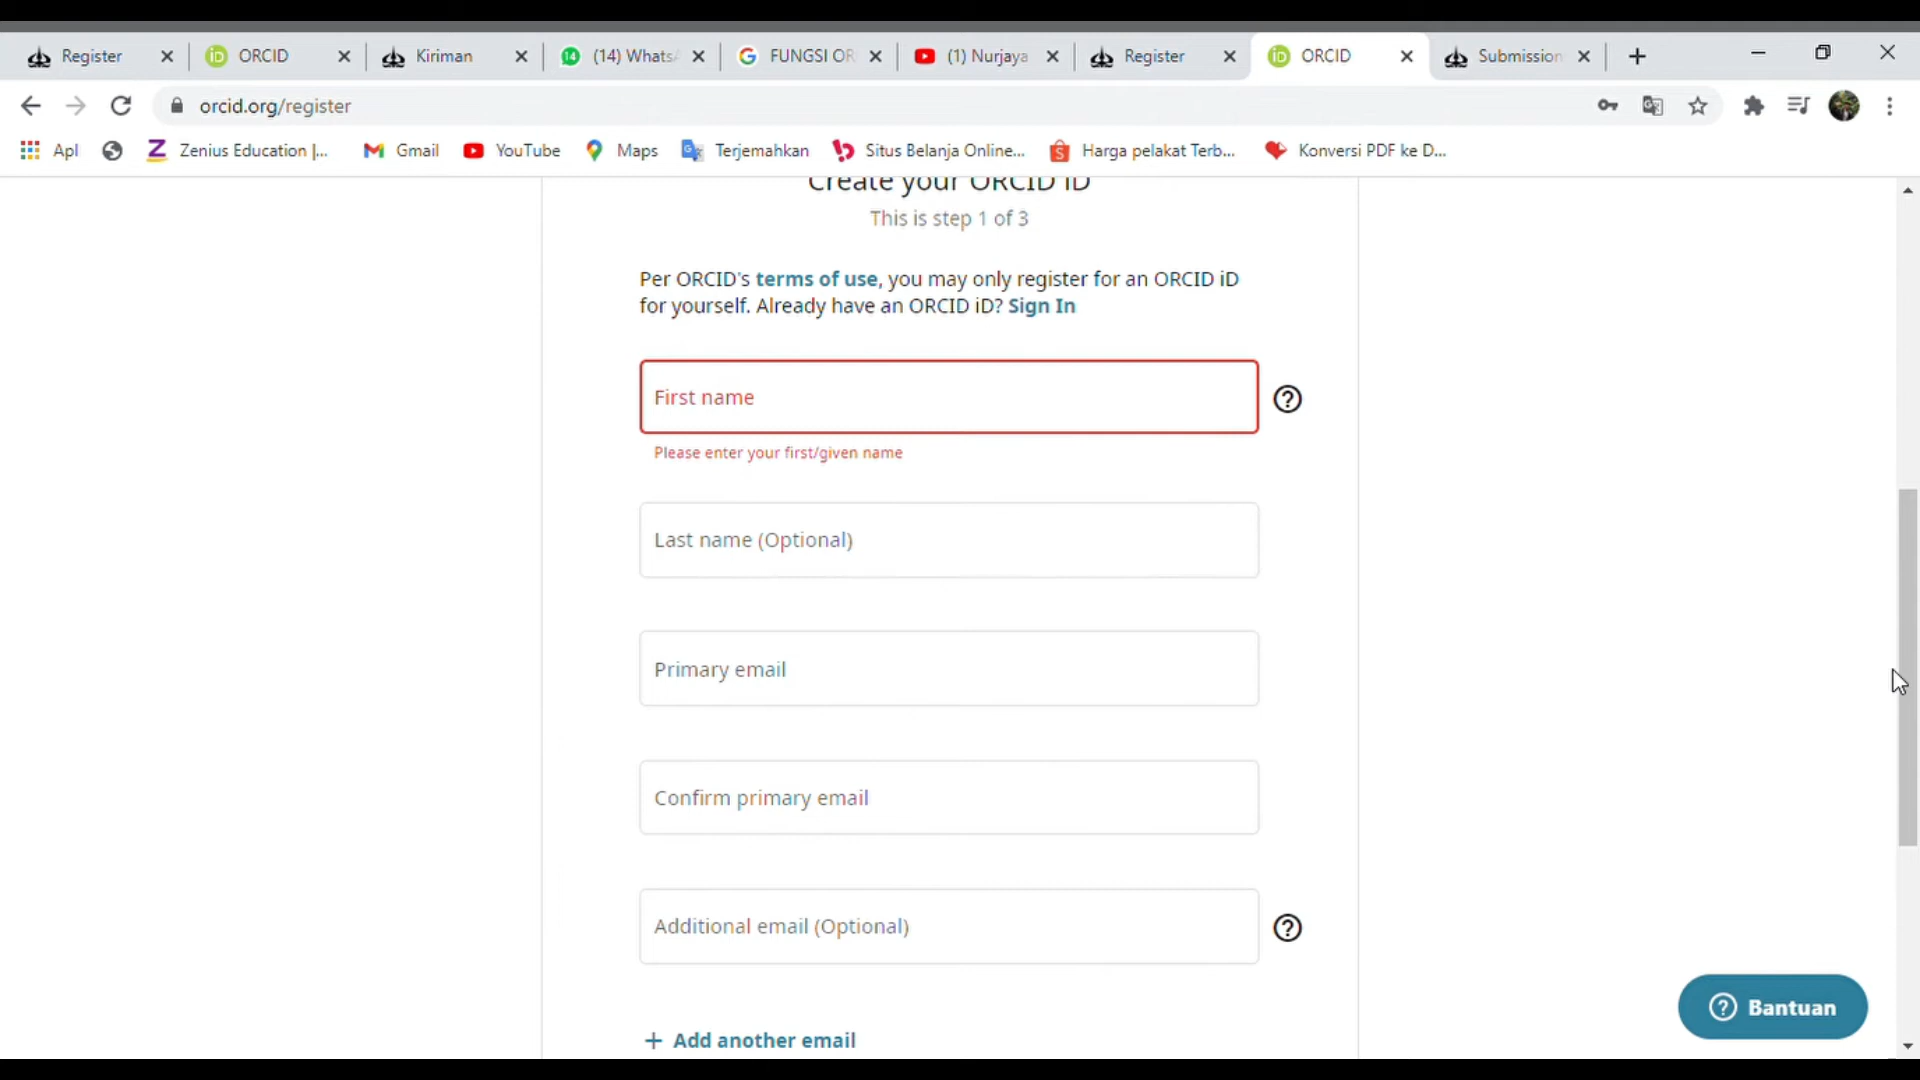 Register
ORCID
Kiriman
(14) Whats
FUNGSI OR
(1) Nurjaya
Register
ORCID
Submission
orcid.org/register
Apl
Zenius Education |...
Gmail
YouTube
Maps
Terjemahkan
Situs Belanja Online...
Harga pelakat Terb...
Konversi PDF ke D...
Create your ORCID iD
This is step 1 of 3
Per ORCID's terms of use, you may only register for an ORCID iD
for yourself. Already have an ORCID iD? Sign In
First name
Please enter your first/given name
Last name (Optional)
Primary email
Confirm primary email
Additional email (Optional)
Add another email
Bantuan